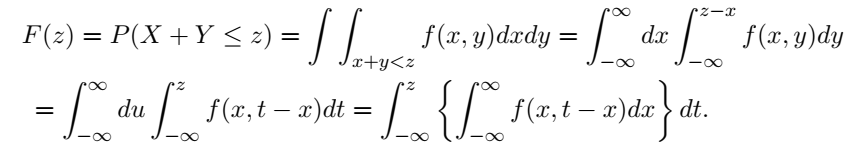 F(z) = P(X + Y ≤ z) = ∫ ∫_{x+y<z} f(x, y)dxdy = ∫_{−∞}^{∞} dx ∫_{−∞}^{z−x} f(x, y)dy
= ∫_{−∞}^{∞} du ∫_{−∞}^{z} f(x, t − x)dt = ∫_{−∞}^{z} { ∫_{−∞}^{∞} f(x, t − x)dx } dt.